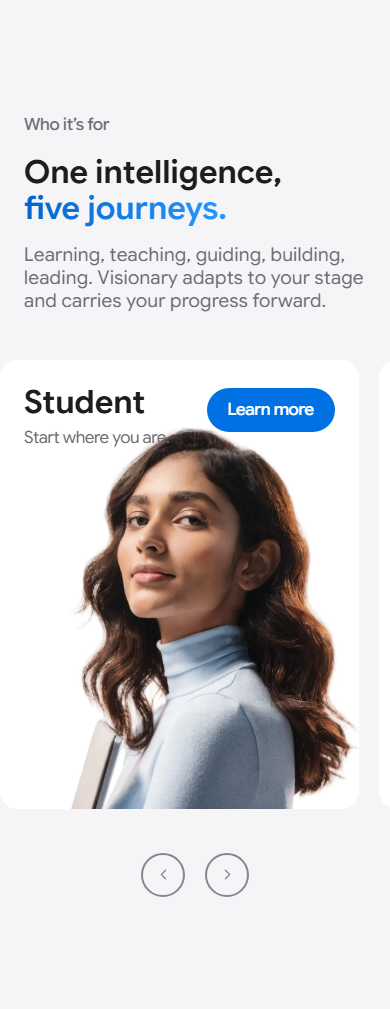 Who it's for
One intelligence,
five journeys.
Learning, teaching, guiding, building,
leading. Visionary adapts to your stage
and carries your progress forward.
Student
Learn more
Start where you are.